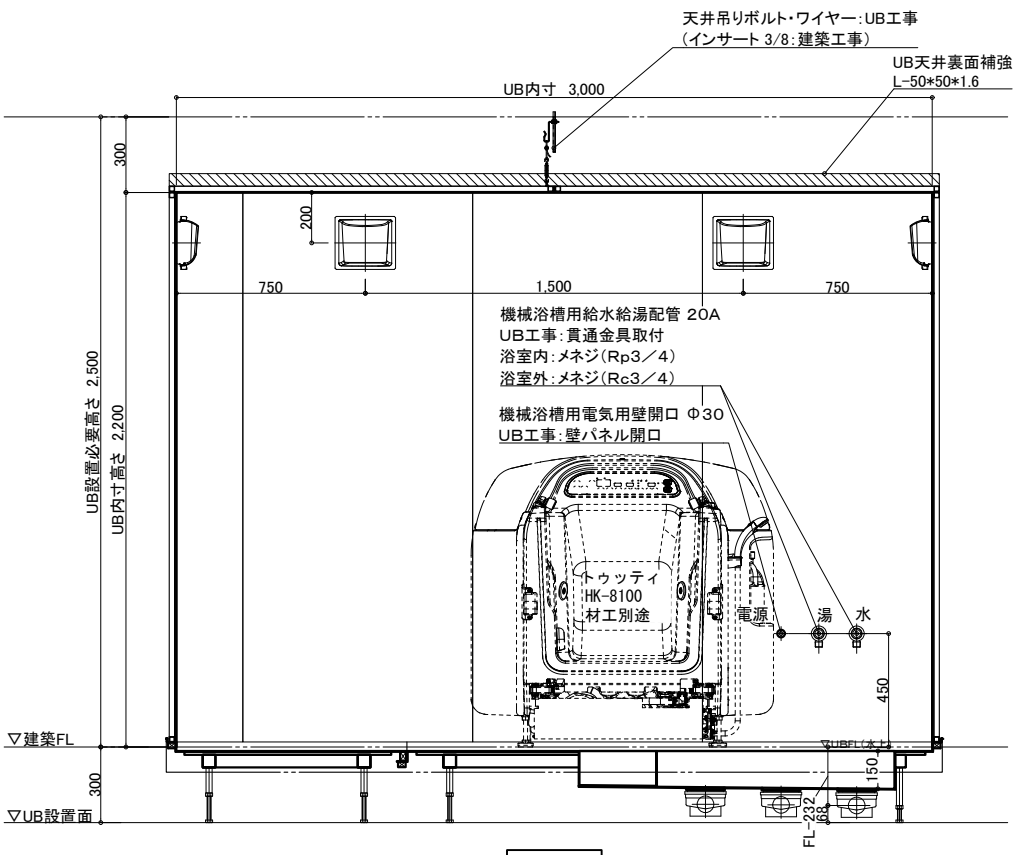 天井吊りボルト・ワイヤー：UB工事
(インサート 3/8：建築工事)
UB天井裏面補強
L-50*50*1.6
UB内寸 3,000
300
200
750
1,500
750
機械浴槽用給水給湯配管 20A
UB工事：貫通金具取付
浴室内：メネジ(Rp3／4)
浴室外：メネジ(Rc3／4)
機械浴槽用電気用壁開口 Φ30
UB工事：壁パネル開口
UB設置必要高さ 2,500
UB内寸高さ 2,200
トゥッティ
HK-8100
材工別途
電源
湯
水
450
▽建築FL
▽UBFL(水上)
150
300
FL-232
68
▽UB設置面